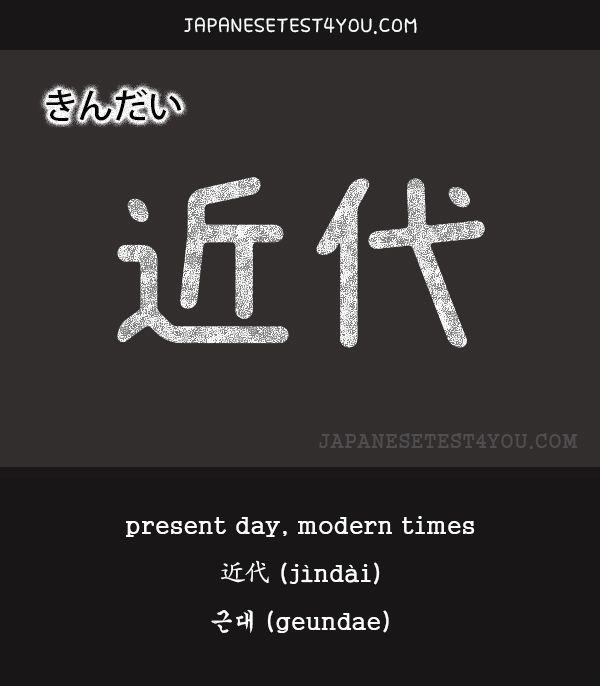 JAPANESETEST4YOU.COM
きんだい
近代
JAPANESETEST4YOU.COM
present day, modern times
近代 (jìndài)
근대 (geundae)